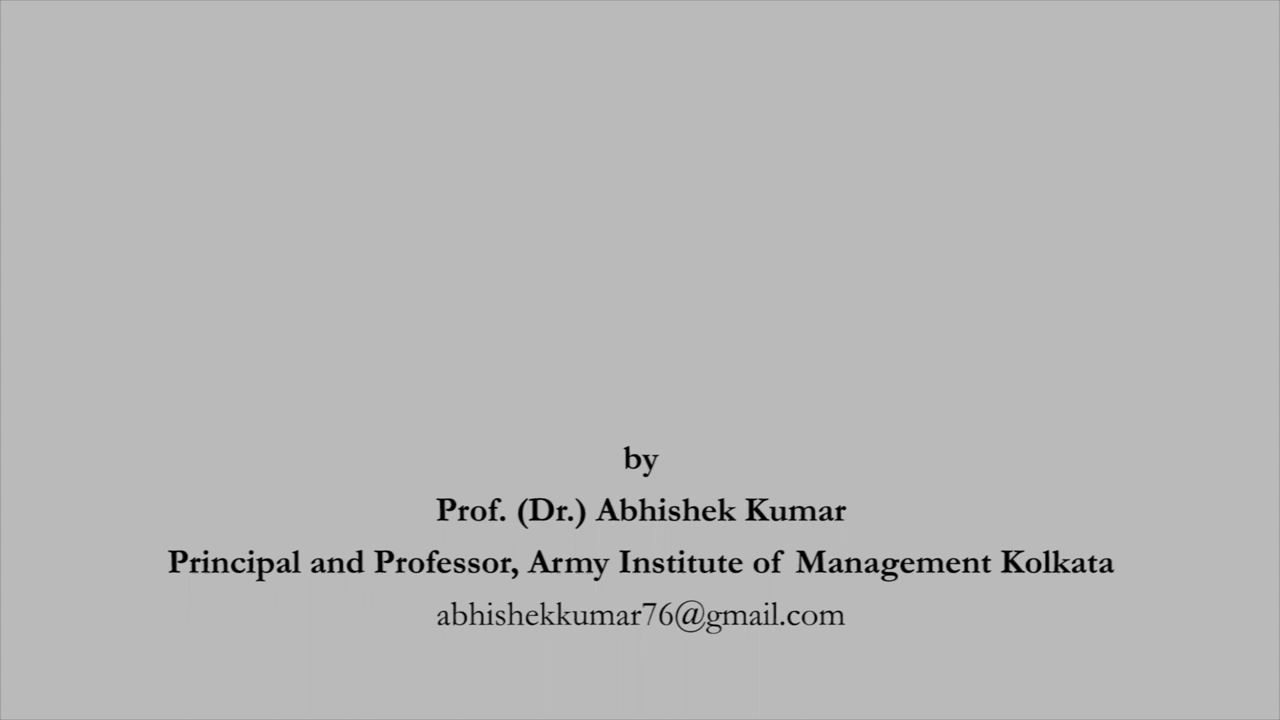 by
Prof. (Dr.) Abhishek Kumar
Principal and Professor, Army Institute of Management Kolkata
abhishekkumar76@gmail.com